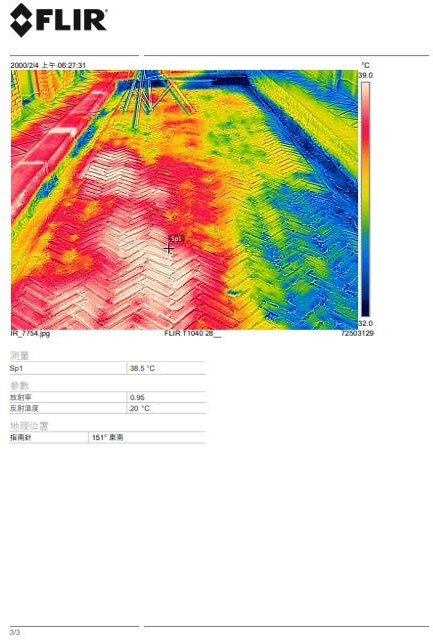 FLIR
2000/2/4 上午 06:27:31
°C
39.0
Sp1
32.0
IR_7754.jpg FLIR T1040 28__ 72503129
測量
Sp1 38.5 °C
參數
放射率 0.95
反射溫度 20 °C
地理位置
指南針 151° 東南
3/3